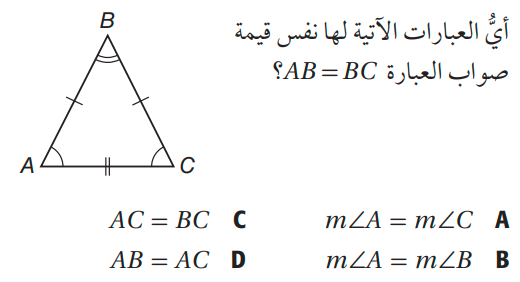 أيُّ العبارات الآتية لها نفس قيمة
صواب العبارة AB = BC؟
B
A
C
A m∠A = m∠C
C AC = BC
B m∠A = m∠B
D AB = AC